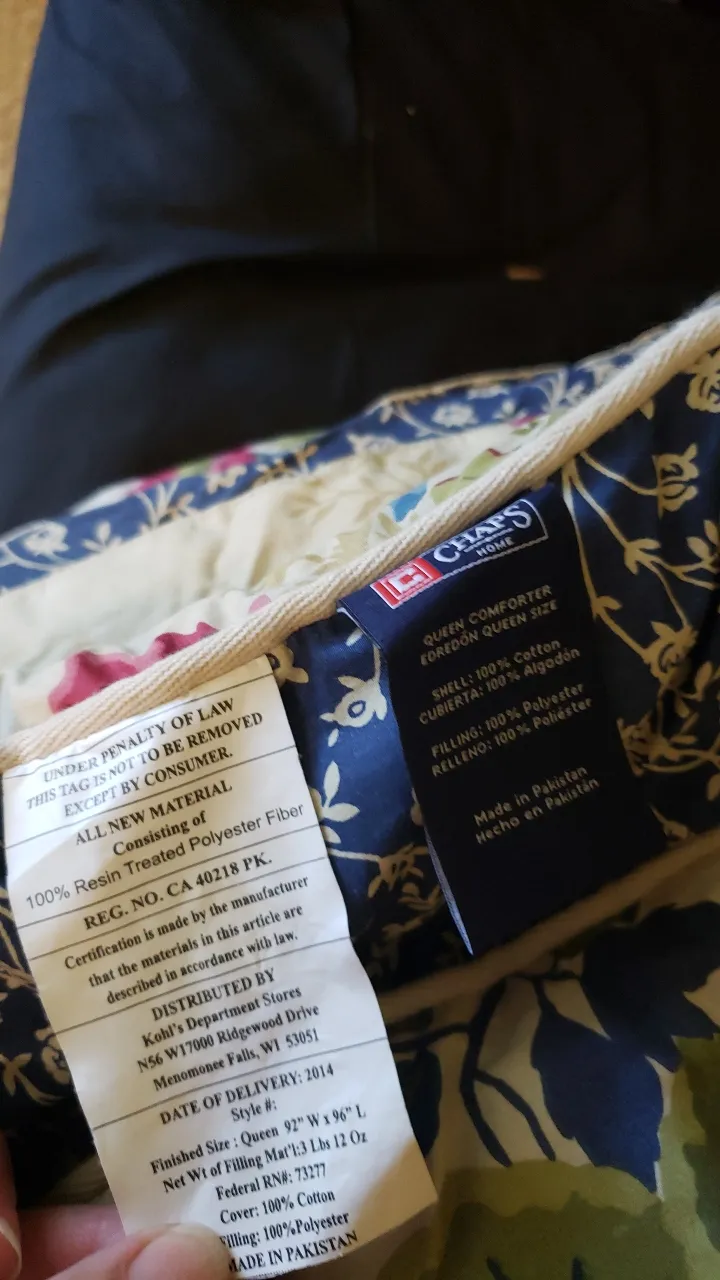 UNDER PENALTY OF LAW
THIS TAG IS NOT TO BE REMOVED
EXCEPT BY CONSUMER.
ALL NEW MATERIAL
Consisting of
100% Resin Treated Polyester Fiber
REG. NO. CA 40218 PK.
Certification is made by the manufacturer
that the materials in this article are
described in accordance with law.
DISTRIBUTED BY
Kohl's Department Stores
N56 W17000 Ridgewood Drive
Menomonee Falls, WI 53051
DATE OF DELIVERY: 2014
Style #:
Finished Size : Queen 92" W x 96" L
Net Wt of Filling Mat'l:3 Lbs 12 Oz
Federal RN#: 73277
Cover: 100% Cotton
Filling: 100%Polyester
MADE IN PAKISTAN
C CHAPS
HOME
QUEEN COMFORTER
EDREDÓN QUEEN SIZE
SHELL: 100% Cotton
CUBIERTA: 100% Algodón
FILLING: 100% Polyester
RELLENO: 100% Poliéster
Made in Pakistan
Hecho en Pakistán